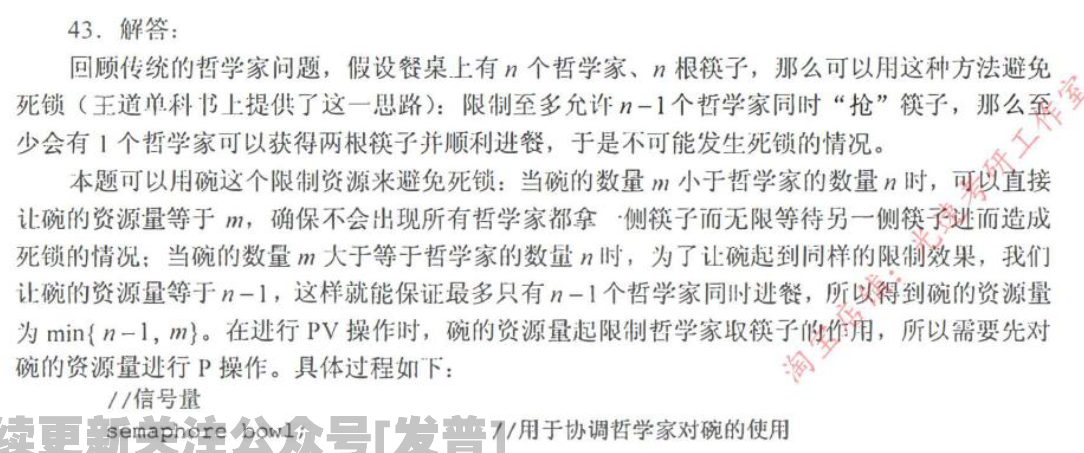 43. 解答：
回顾传统的哲学家问题，假设餐桌上有 n 个哲学家、n 根筷子，那么可以用这种方法避免
死锁（王道单科书上提供了这一思路）：限制至多允许 n−1个哲学家同时“抢”筷子，那么至
少会有 1 个哲学家可以获得两根筷子并顺利进餐，于是不可能发生死锁的情况。
本题可以用碗这个限制资源来避免死锁：当碗的数量 m 小于哲学家的数量 n 时，可以直接
让碗的资源量等于 m，确保不会出现所有哲学家都拿一侧筷子而无限等待另一侧筷子进而造成
死锁的情况；当碗的数量 m 大于等于哲学家的数量 n 时，为了让碗起到同样的限制效果，我们
让碗的资源量等于 n−1，这样就能保证最多只有 n−1个哲学家同时进餐，所以得到碗的资源量
为 min{ n−1, m}。在进行 PV 操作时，碗的资源量起限制哲学家取筷子的作用，所以需要先对
碗的资源量进行 P 操作。具体过程如下：
//信号量
semaphore bowl; //用于协调哲学家对碗的使用
续更新关注公众号[发普]
淘宝店铺：光速考研工作室